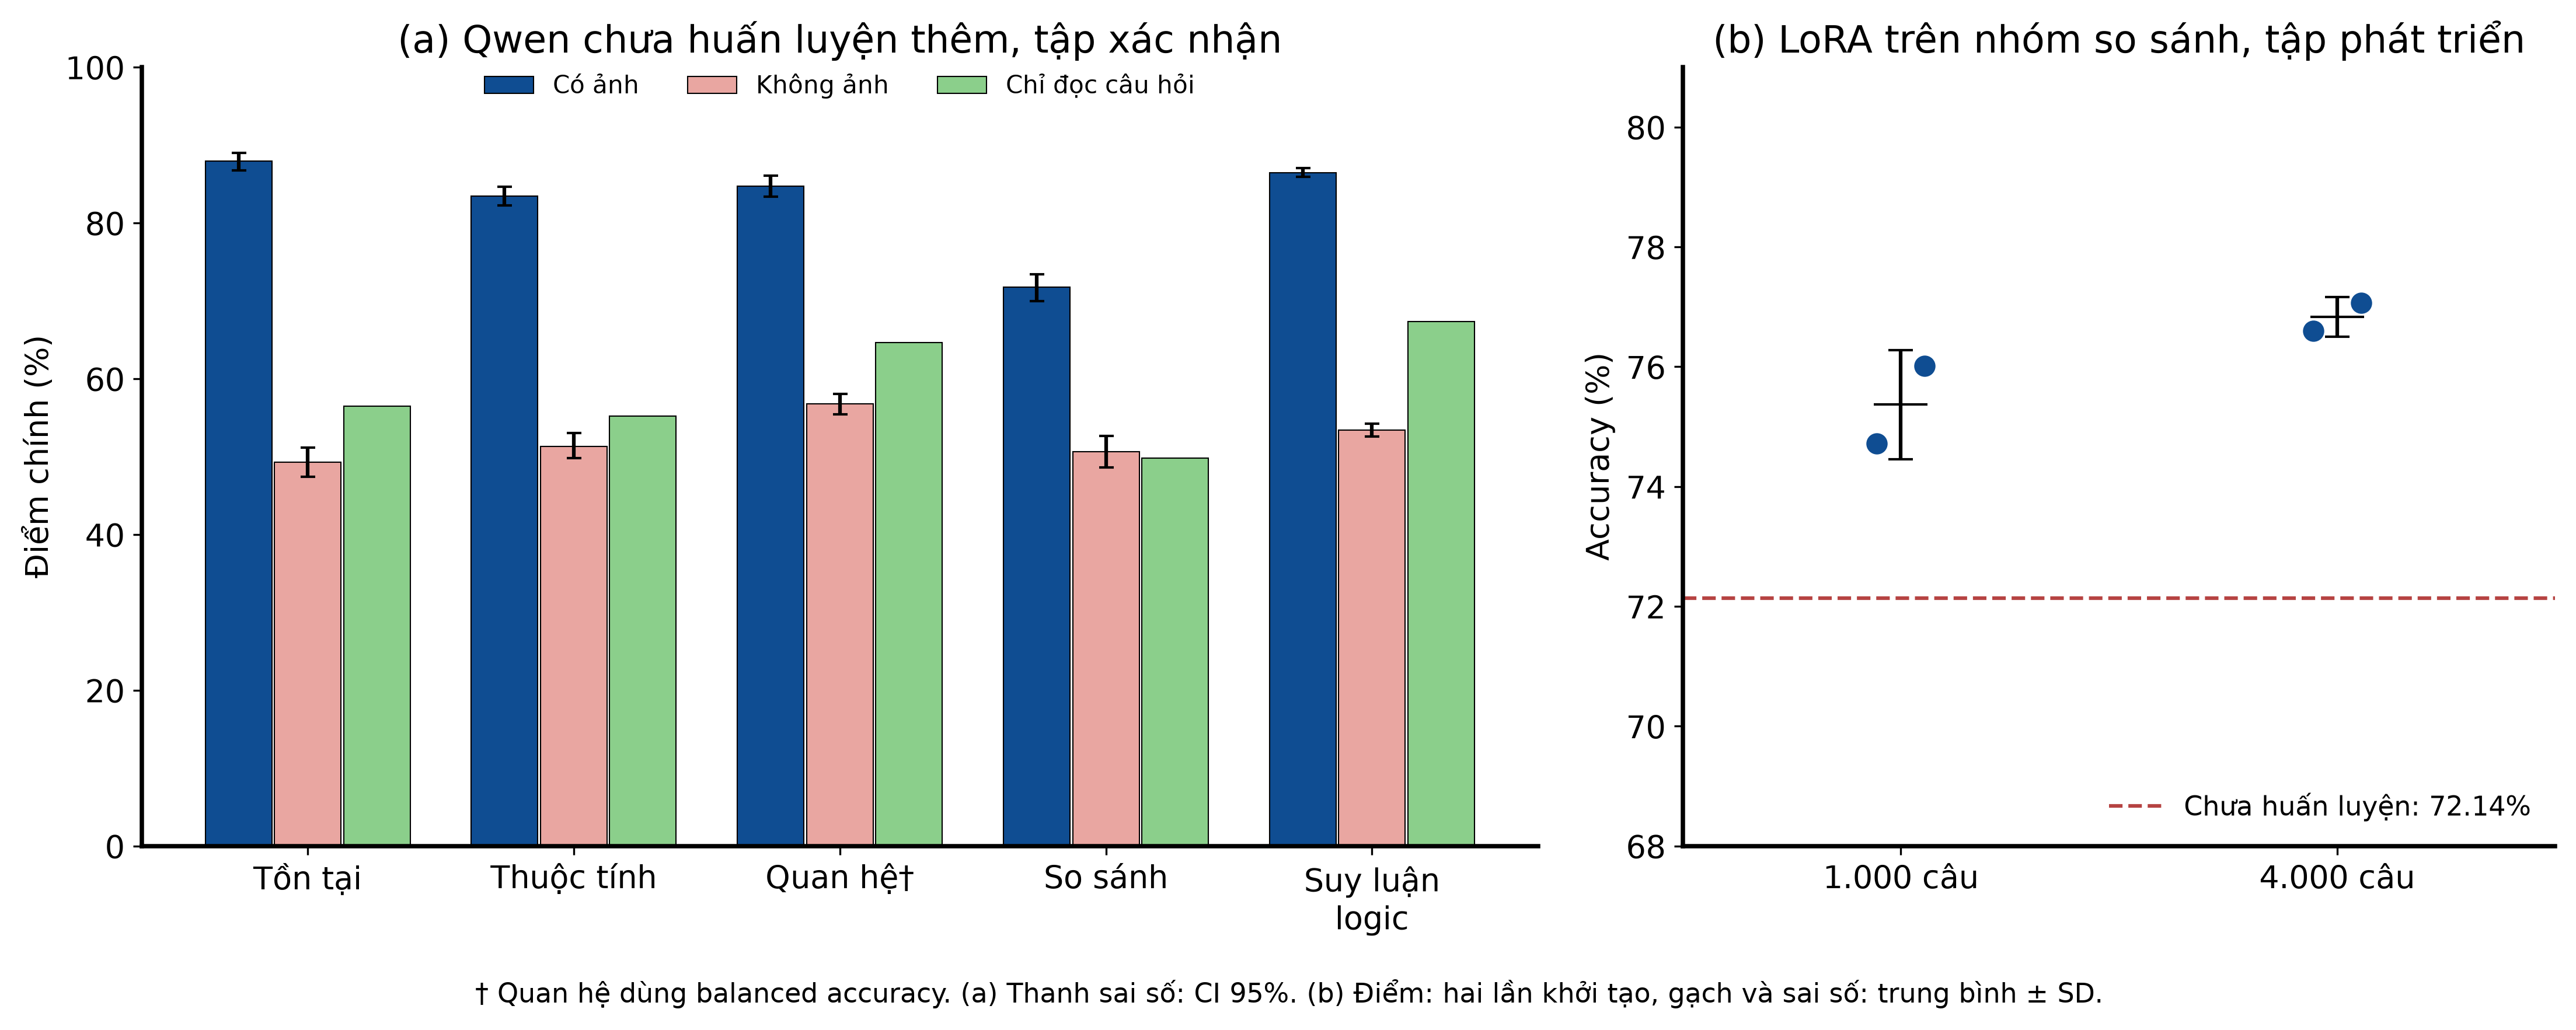 (a) Qwen chưa huấn luyện thêm, tập xác nhận
Có ảnh
Không ảnh
Chỉ đọc câu hỏi
Điểm chính (%)
100
80
60
40
20
0
Tồn tại
Thuộc tính
Quan hệ†
So sánh
Suy luận
logic
(b) LoRA trên nhóm so sánh, tập phát triển
Accuracy (%)
80
78
76
74
72
70
68
Chưa huấn luyện: 72.14%
1.000 câu
4.000 câu
† Quan hệ dùng balanced accuracy. (a) Thanh sai số: CI 95%. (b) Điểm: hai lần khởi tạo, gạch và sai số: trung bình ± SD.